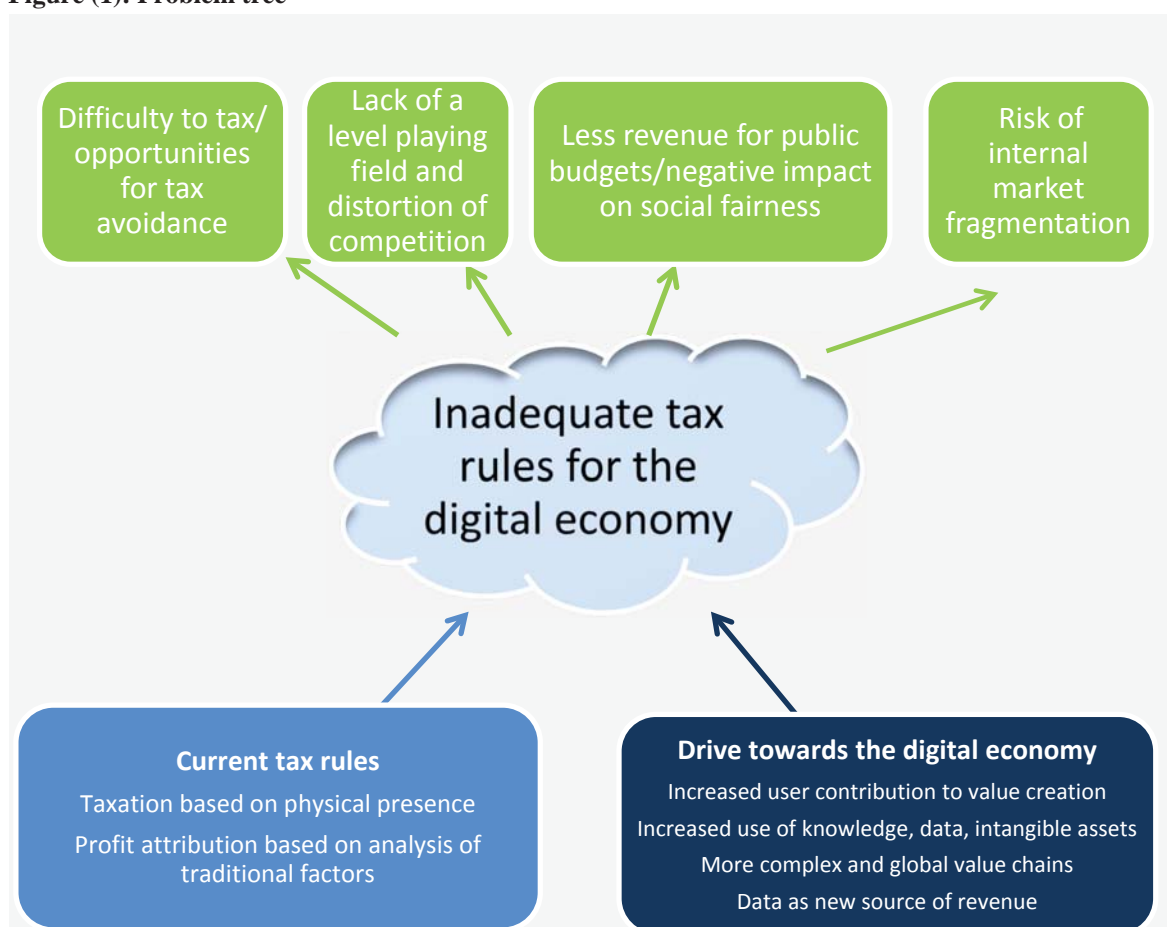 Figure (1): Problem tree
Difficulty to tax/
opportunities
for tax
avoidance
Lack of a
level playing
field and
distortion of
competition
Less revenue for public
budgets/negative impact
on social fairness
Risk of
internal
market
fragmentation
Inadequate tax
rules for the
digital economy
Current tax rules
Taxation based on physical presence
Profit attribution based on analysis of
traditional factors
Drive towards the digital economy
Increased user contribution to value creation
Increased use of knowledge, data, intangible assets
More complex and global value chains
Data as new source of revenue